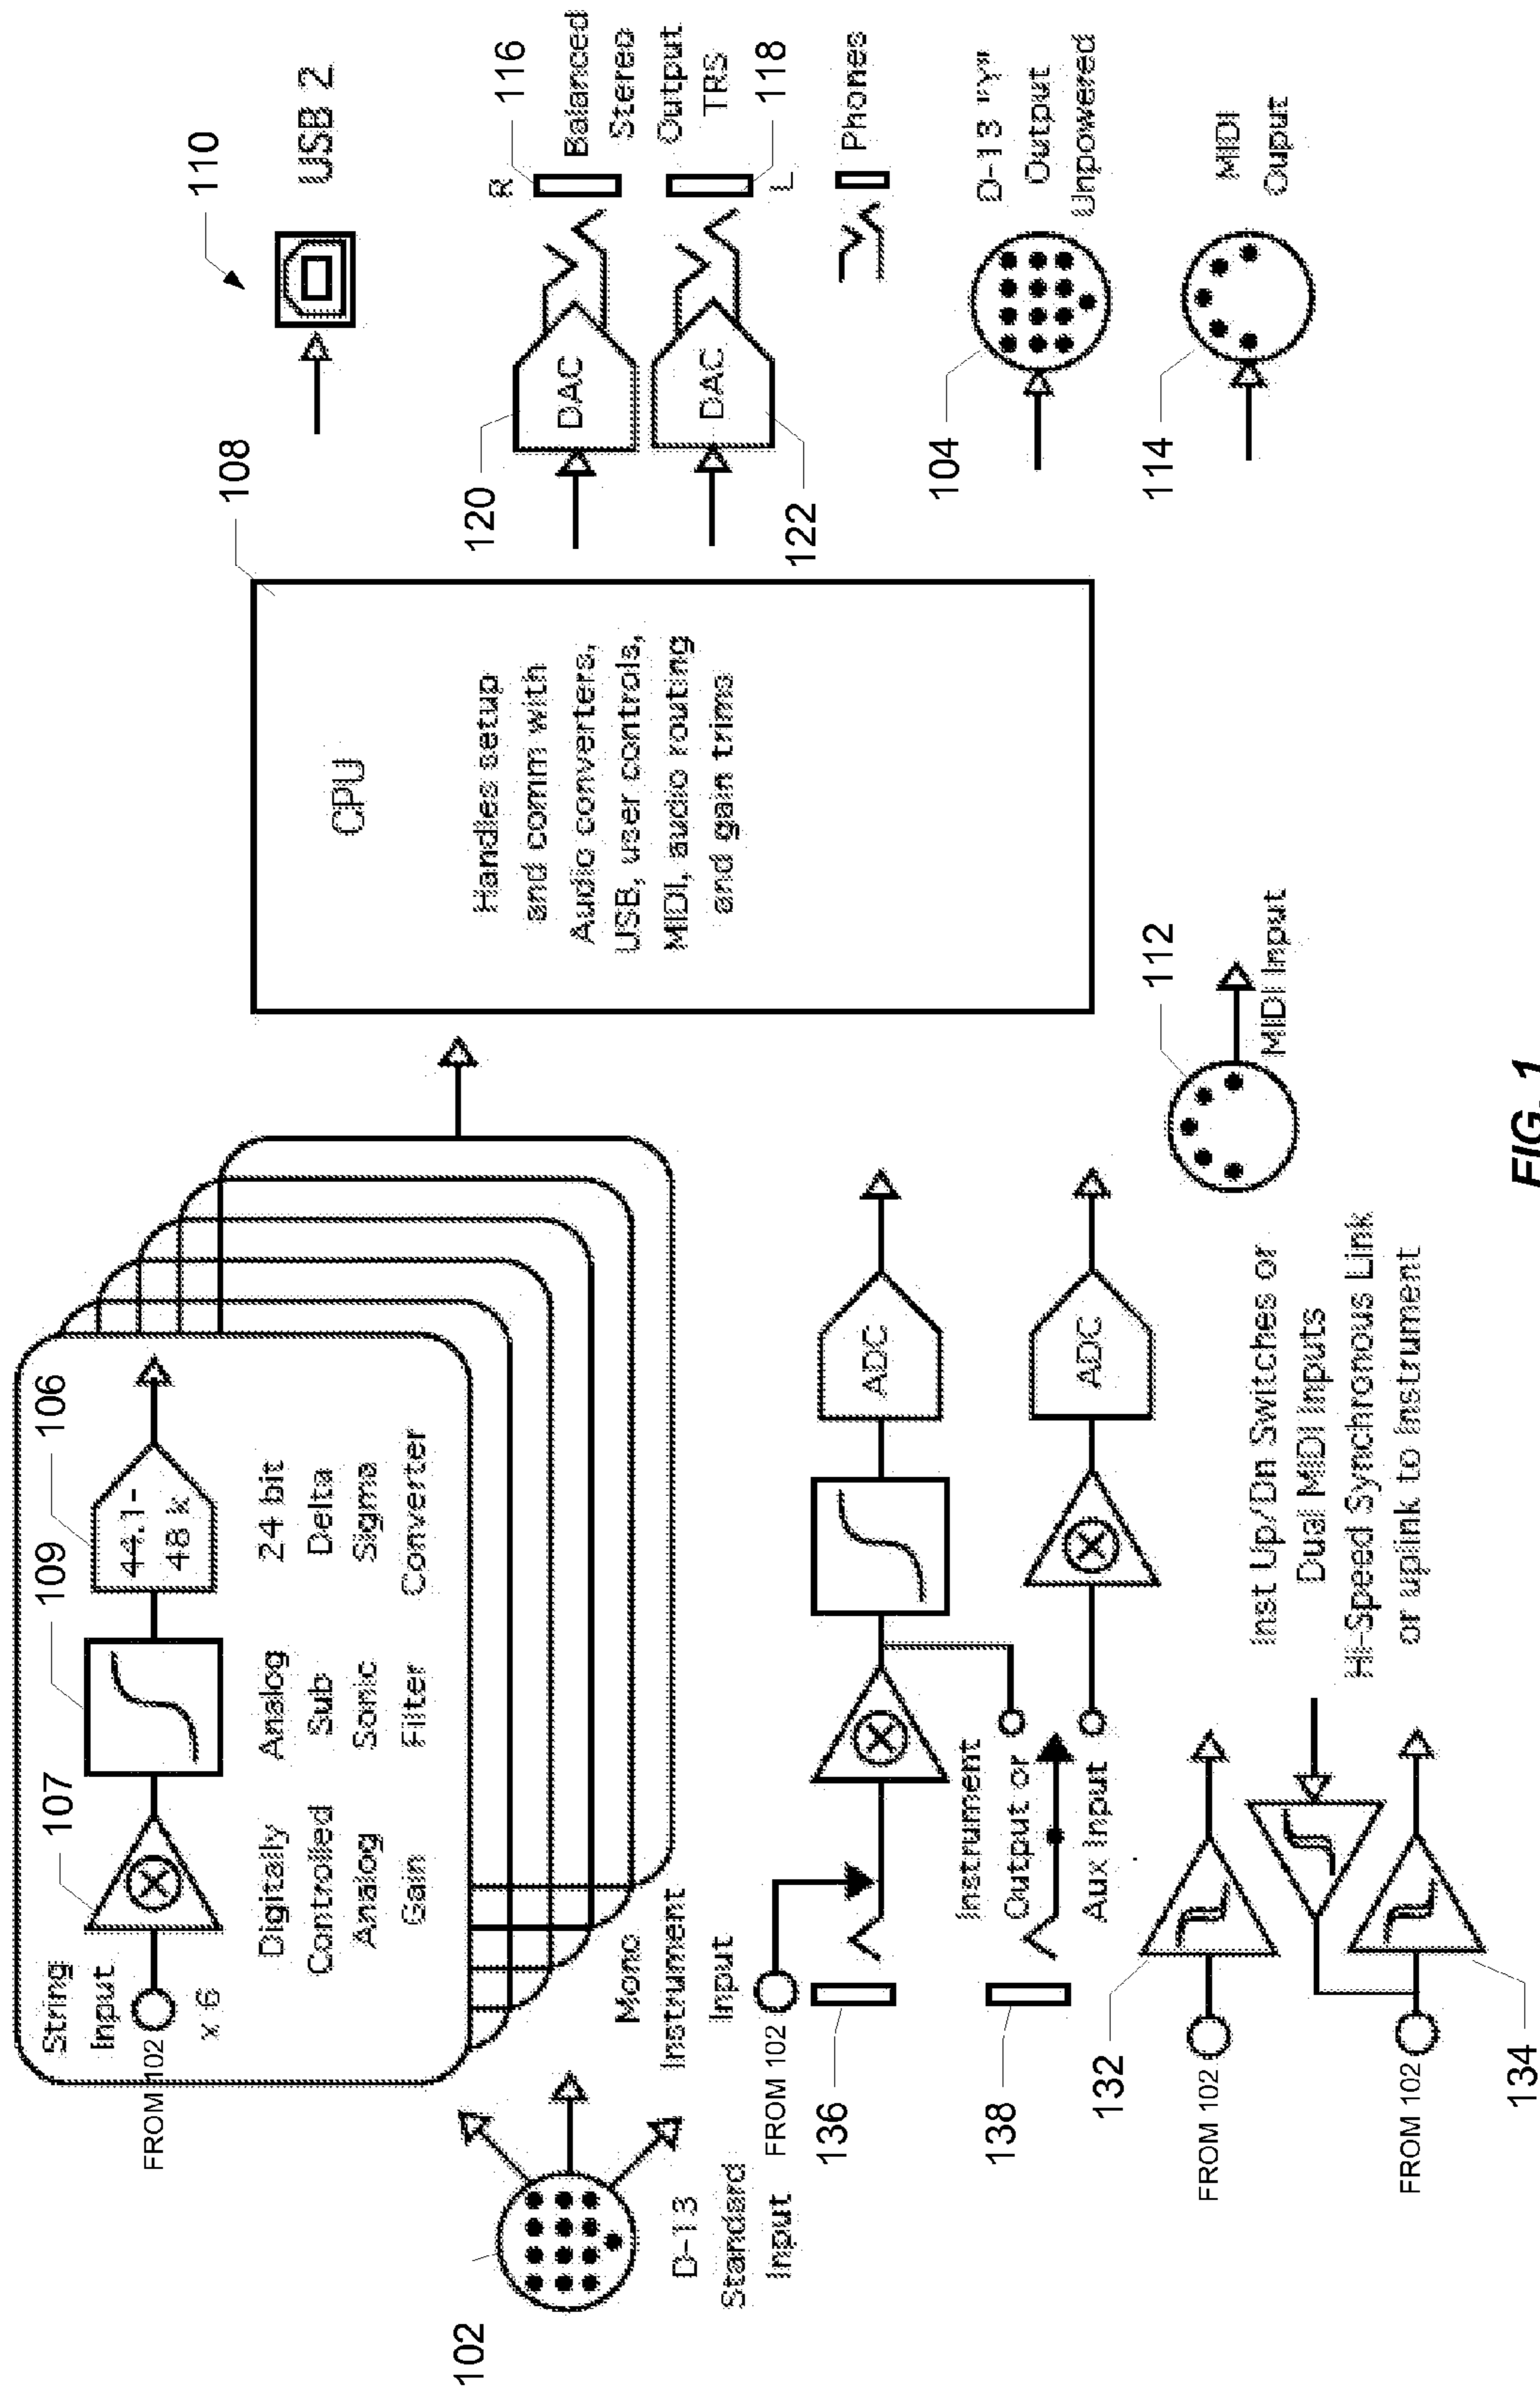 String
Input
FROM 102
x 6
107
109
106
44.1-
48 k
Digitally
Controlled
Analog
Gain
Analog
Sub
Sonic
Filter
24 bit
Delta
Sigma
Converter
102
D-13
Standard
Input
Mono
Instrument
Input
FROM 102
136
ADC
Instrument
Output or
Aux Input
138
ADC
132
FROM 102
134
FROM 102
Inst Up/Dn Switches or
Dual MIDI Inputs
Hi-Speed Synchronous Link
or uplink to Instrument
112
MIDI Input
108
CPU
Handles setup
and comm with
Audio converters,
USB, user controls,
MIDI, audio routing
and gain trims
110
USB 2
120
DAC
122
DAC
R
116
Balanced
Stereo
Output
TRS
118
L
Phones
104
D-13 "Y"
Output
Unpowered
114
MIDI
Ouput
FIG. 1